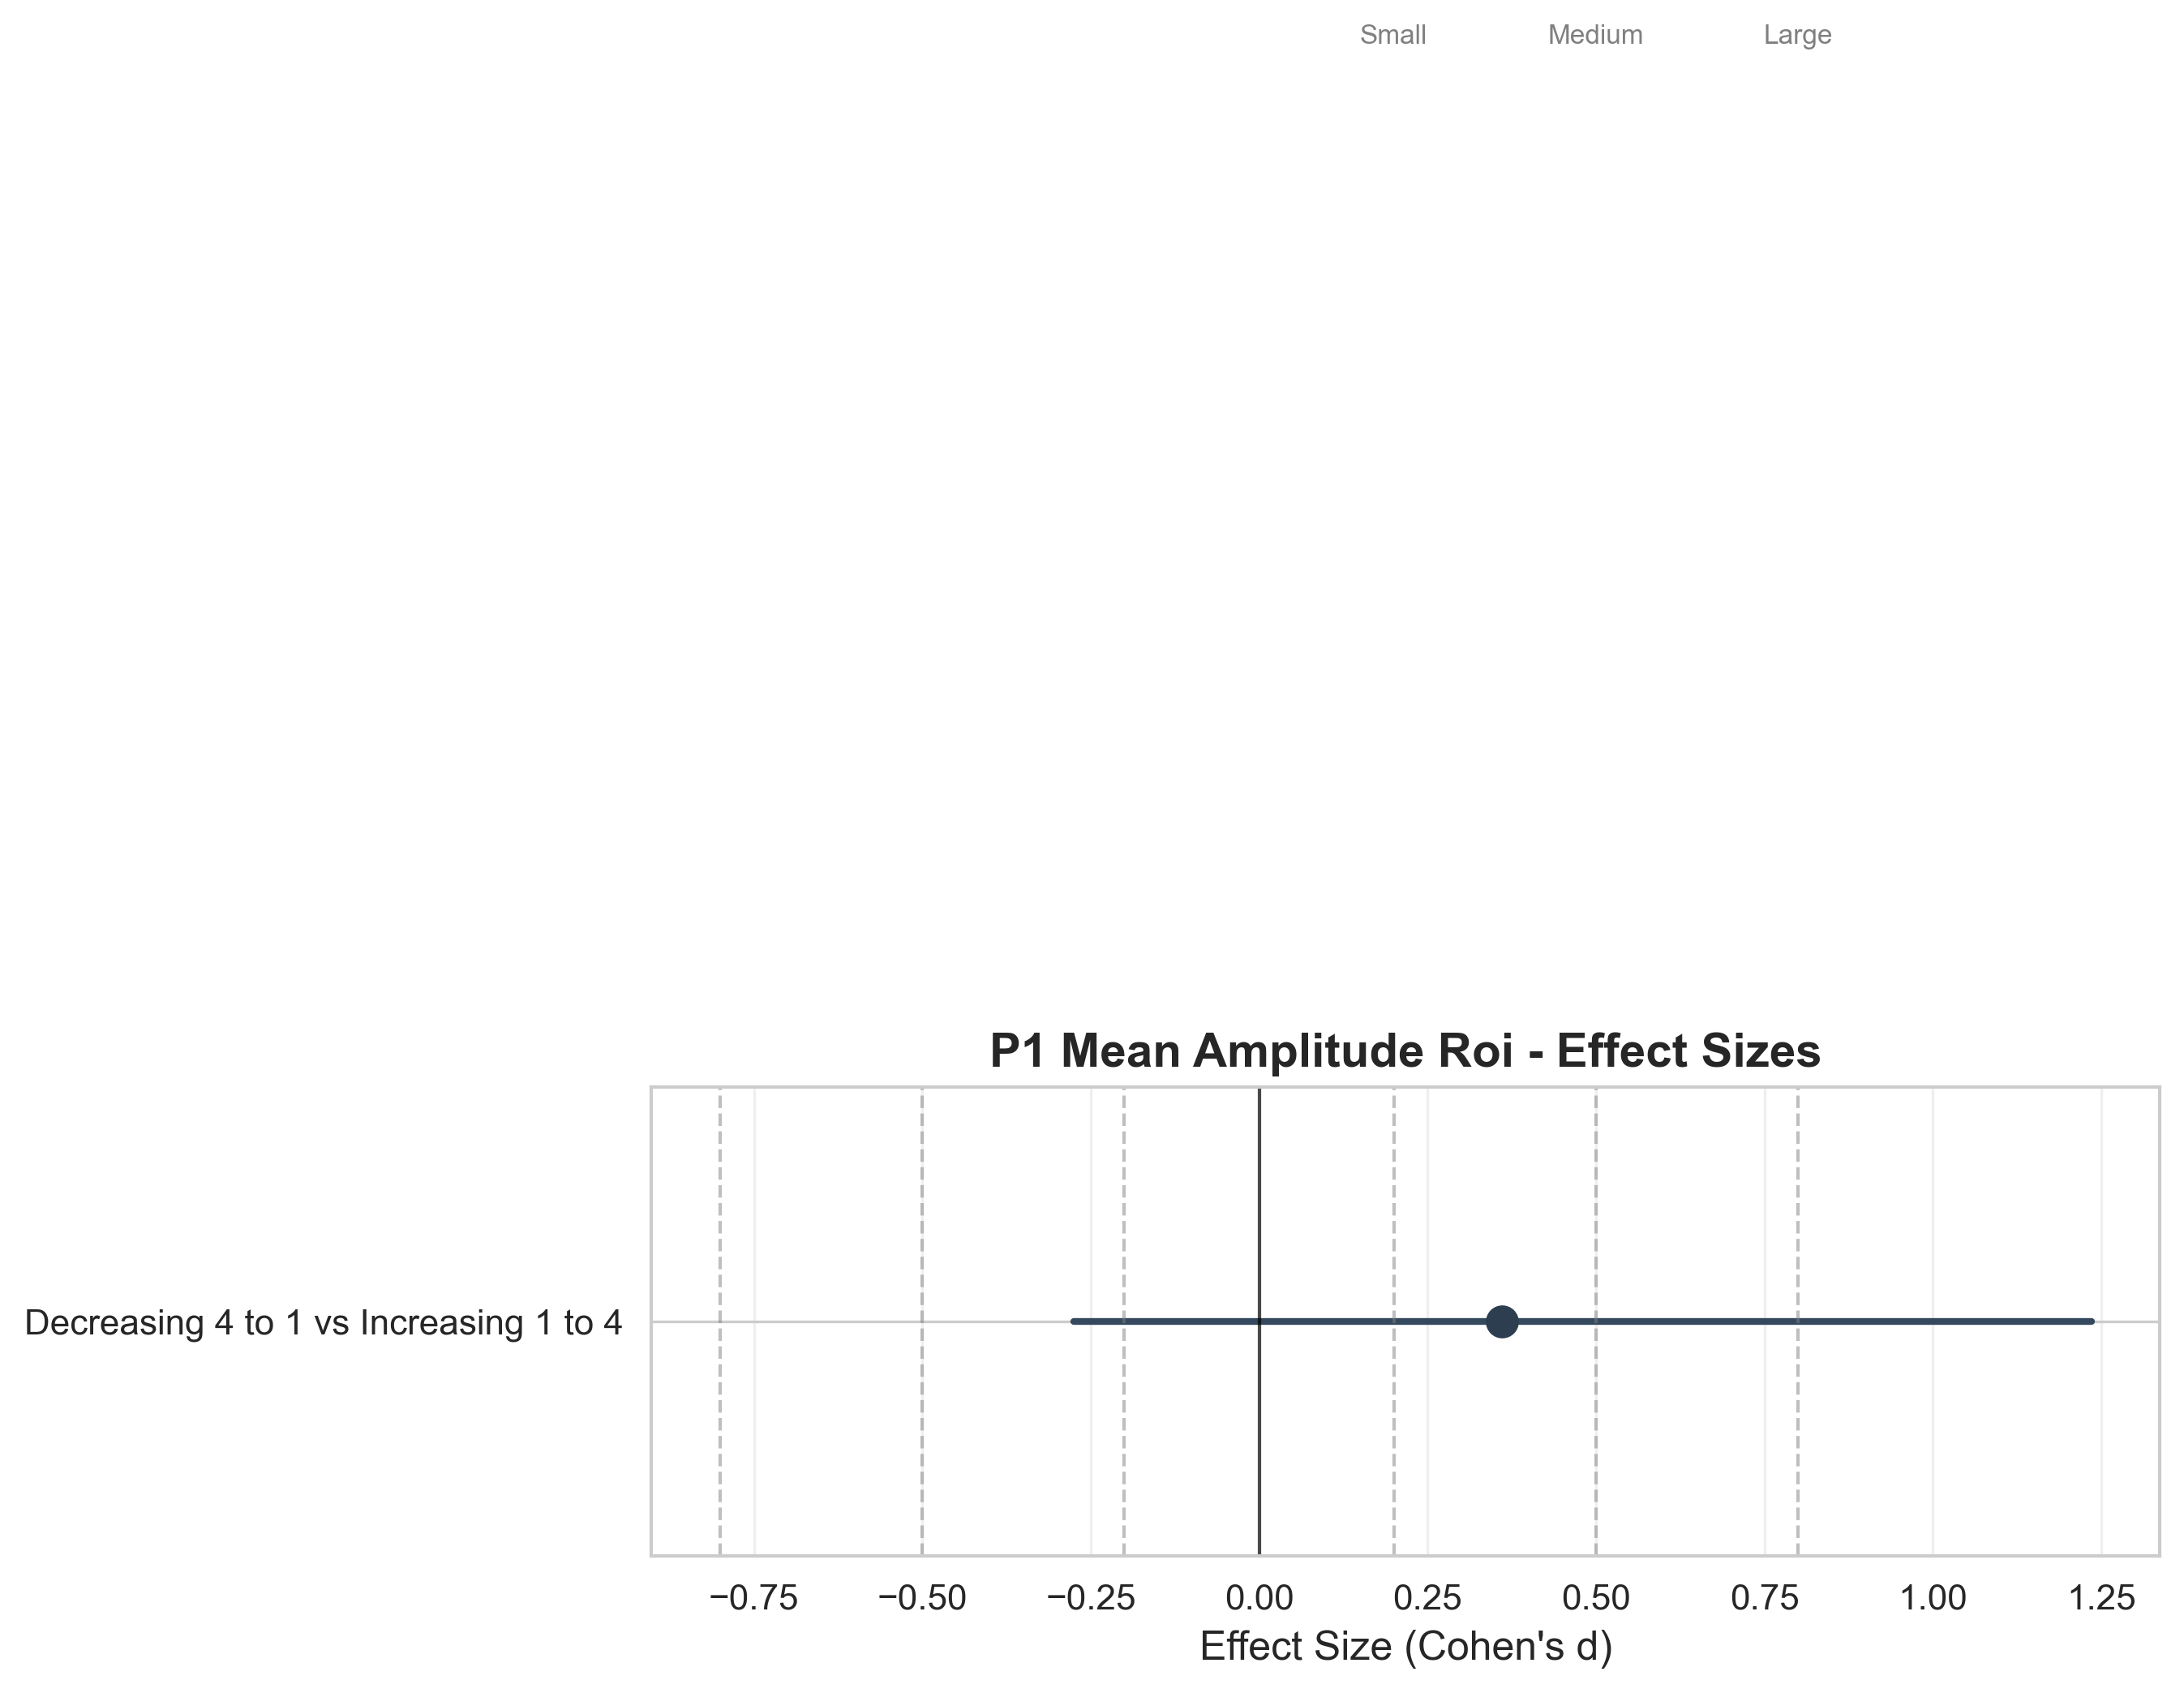 Small Medium Large
P1 Mean Amplitude Roi - Effect Sizes
Decreasing 4 to 1 vs Increasing 1 to 4
−0.75 −0.50 −0.25 0.00 0.25 0.50 0.75 1.00 1.25
Effect Size (Cohen's d)